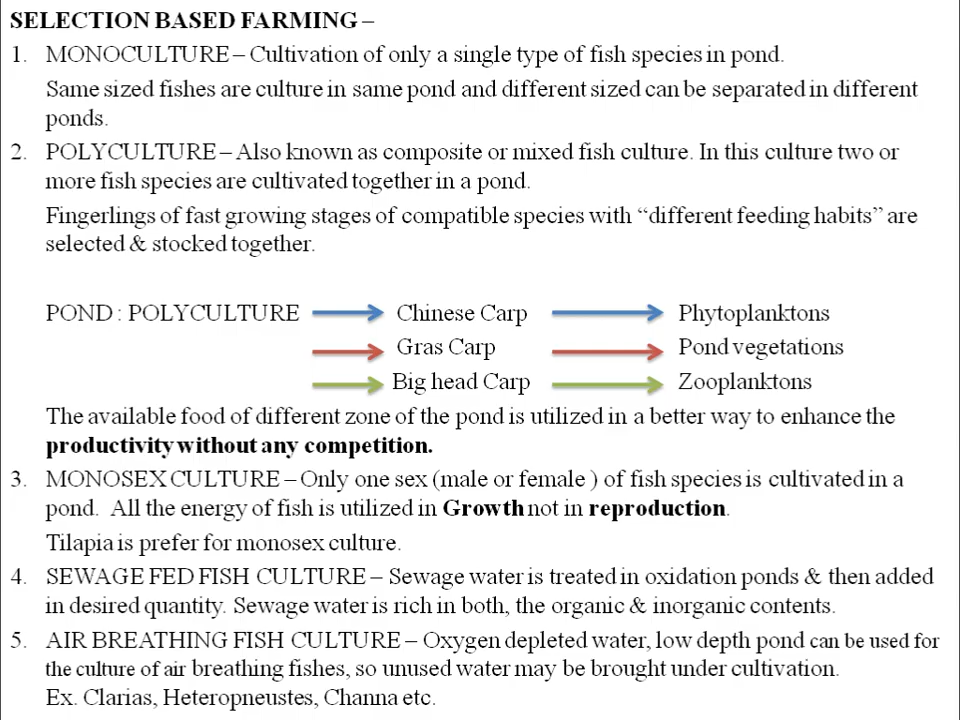 SELECTION BASED FARMING –
1. MONOCULTURE – Cultivation of only a single type of fish species in pond.
Same sized fishes are culture in same pond and different sized can be separated in different
ponds.
2. POLYCULTURE – Also known as composite or mixed fish culture. In this culture two or
more fish species are cultivated together in a pond.
Fingerlings of fast growing stages of compatible species with “different feeding habits” are
selected & stocked together.
POND : POLYCULTURE Chinese Carp Phytoplanktons
Gras Carp Pond vegetations
Big head Carp Zooplanktons
The available food of different zone of the pond is utilized in a better way to enhance the
productivity without any competition.
3. MONOSEX CULTURE – Only one sex (male or female ) of fish species is cultivated in a
pond. All the energy of fish is utilized in Growth not in reproduction.
Tilapia is prefer for monosex culture.
4. SEWAGE FED FISH CULTURE – Sewage water is treated in oxidation ponds & then added
in desired quantity. Sewage water is rich in both, the organic & inorganic contents.
5. AIR BREATHING FISH CULTURE – Oxygen depleted water, low depth pond can be used for
the culture of air breathing fishes, so unused water may be brought under cultivation.
Ex. Clarias, Heteropneustes, Channa etc.